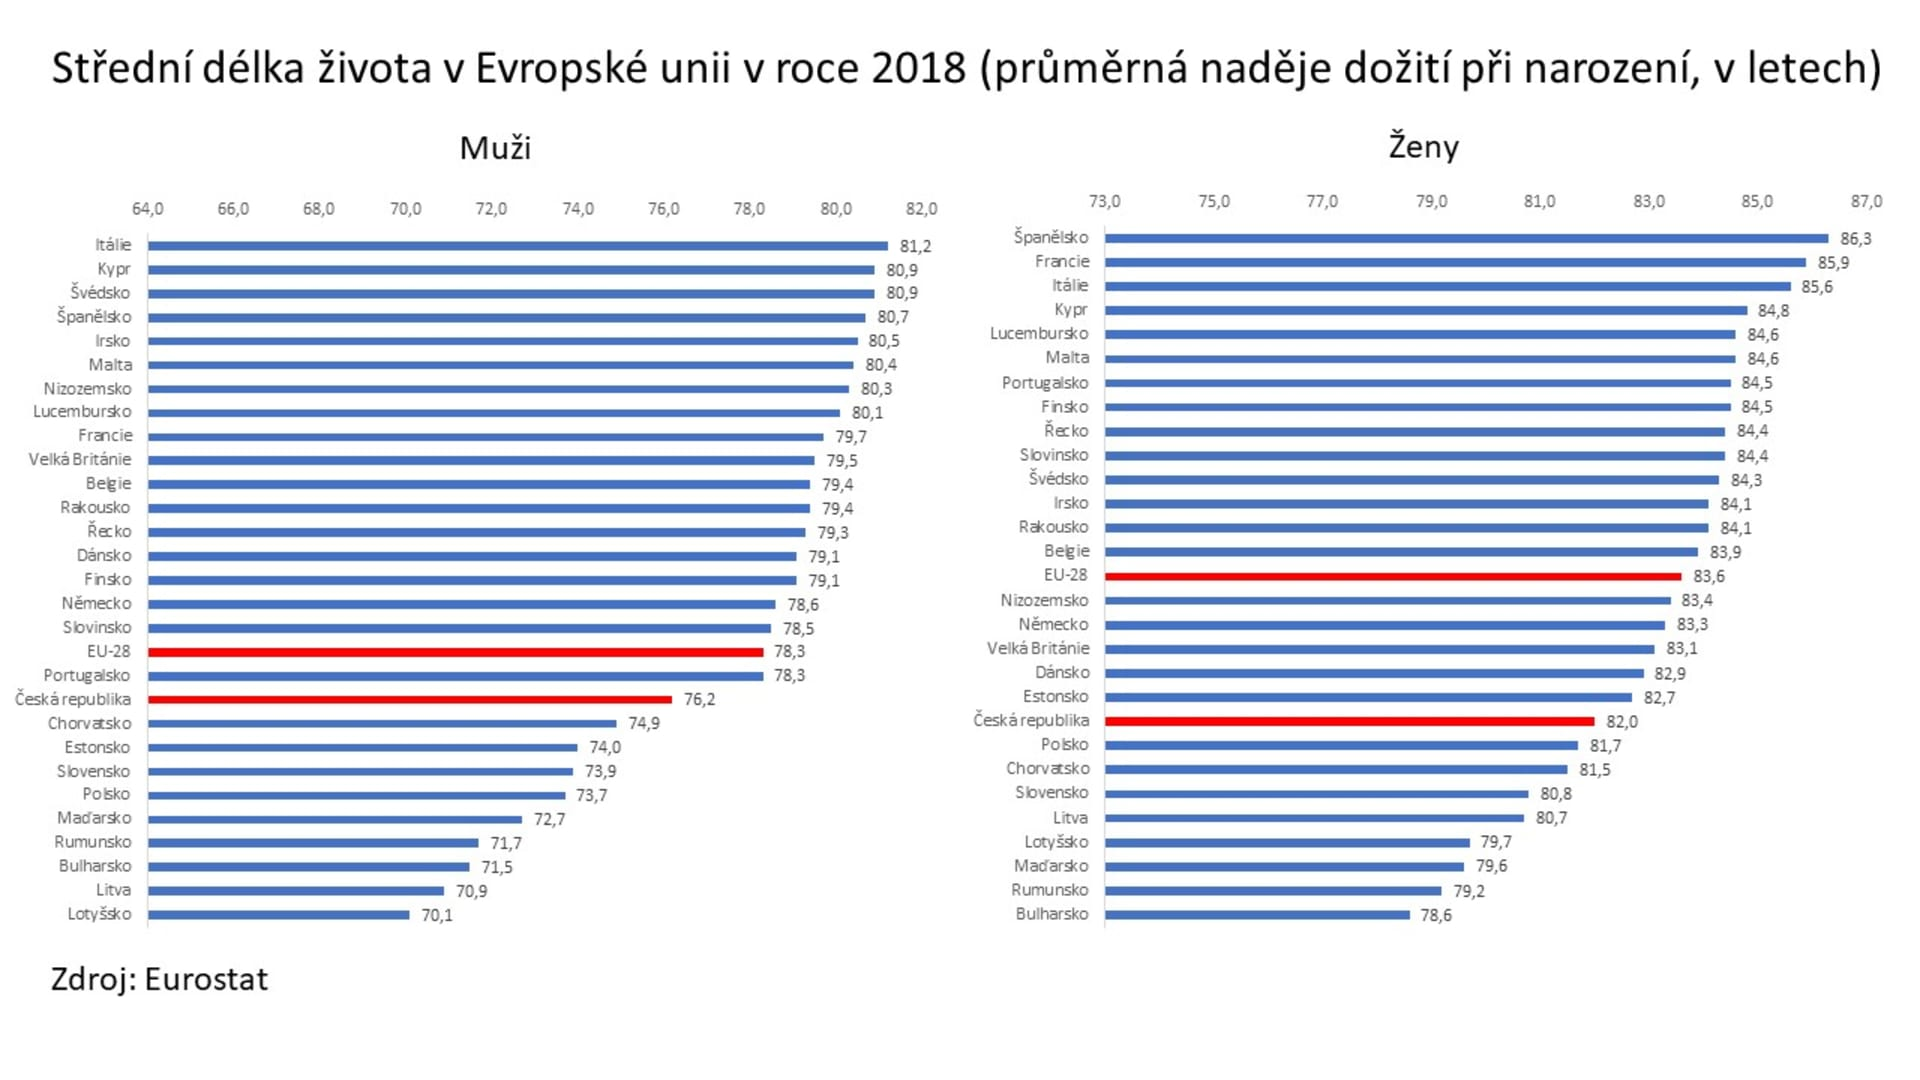 Střední délka života v Evropské unii v roce 2018 (průměrná naděje dožití při narození, v letech)
Muži
64,0 66,0 68,0 70,0 72,0 74,0 76,0 78,0 80,0 82,0
Itálie 81,2
Kypr 80,9
Švédsko 80,9
Španělsko 80,7
Irsko 80,5
Malta 80,4
Nizozemsko 80,3
Lucembursko 80,1
Francie 79,7
Velká Británie 79,5
Belgie 79,4
Rakousko 79,4
Řecko 79,3
Dánsko 79,1
Finsko 79,1
Německo 78,6
Slovinsko 78,5
EU-28 78,3
Portugalsko 78,3
Česká republika 76,2
Chorvatsko 74,9
Estonsko 74,0
Slovensko 73,9
Polsko 73,7
Maďarsko 72,7
Rumunsko 71,7
Bulharsko 71,5
Litva 70,9
Lotyšsko 70,1
Ženy
73,0 75,0 77,0 79,0 81,0 83,0 85,0 87,0
Španělsko 86,3
Francie 85,9
Itálie 85,6
Kypr 84,8
Lucembursko 84,6
Malta 84,6
Portugalsko 84,5
Finsko 84,5
Řecko 84,4
Slovinsko 84,4
Švédsko 84,3
Irsko 84,1
Rakousko 84,1
Belgie 83,9
EU-28 83,6
Nizozemsko 83,4
Německo 83,3
Velká Británie 83,1
Dánsko 82,9
Estonsko 82,7
Česká republika 82,0
Polsko 81,7
Chorvatsko 81,5
Slovensko 80,8
Litva 80,7
Lotyšsko 79,7
Maďarsko 79,6
Rumunsko 79,2
Bulharsko 78,6
Zdroj: Eurostat